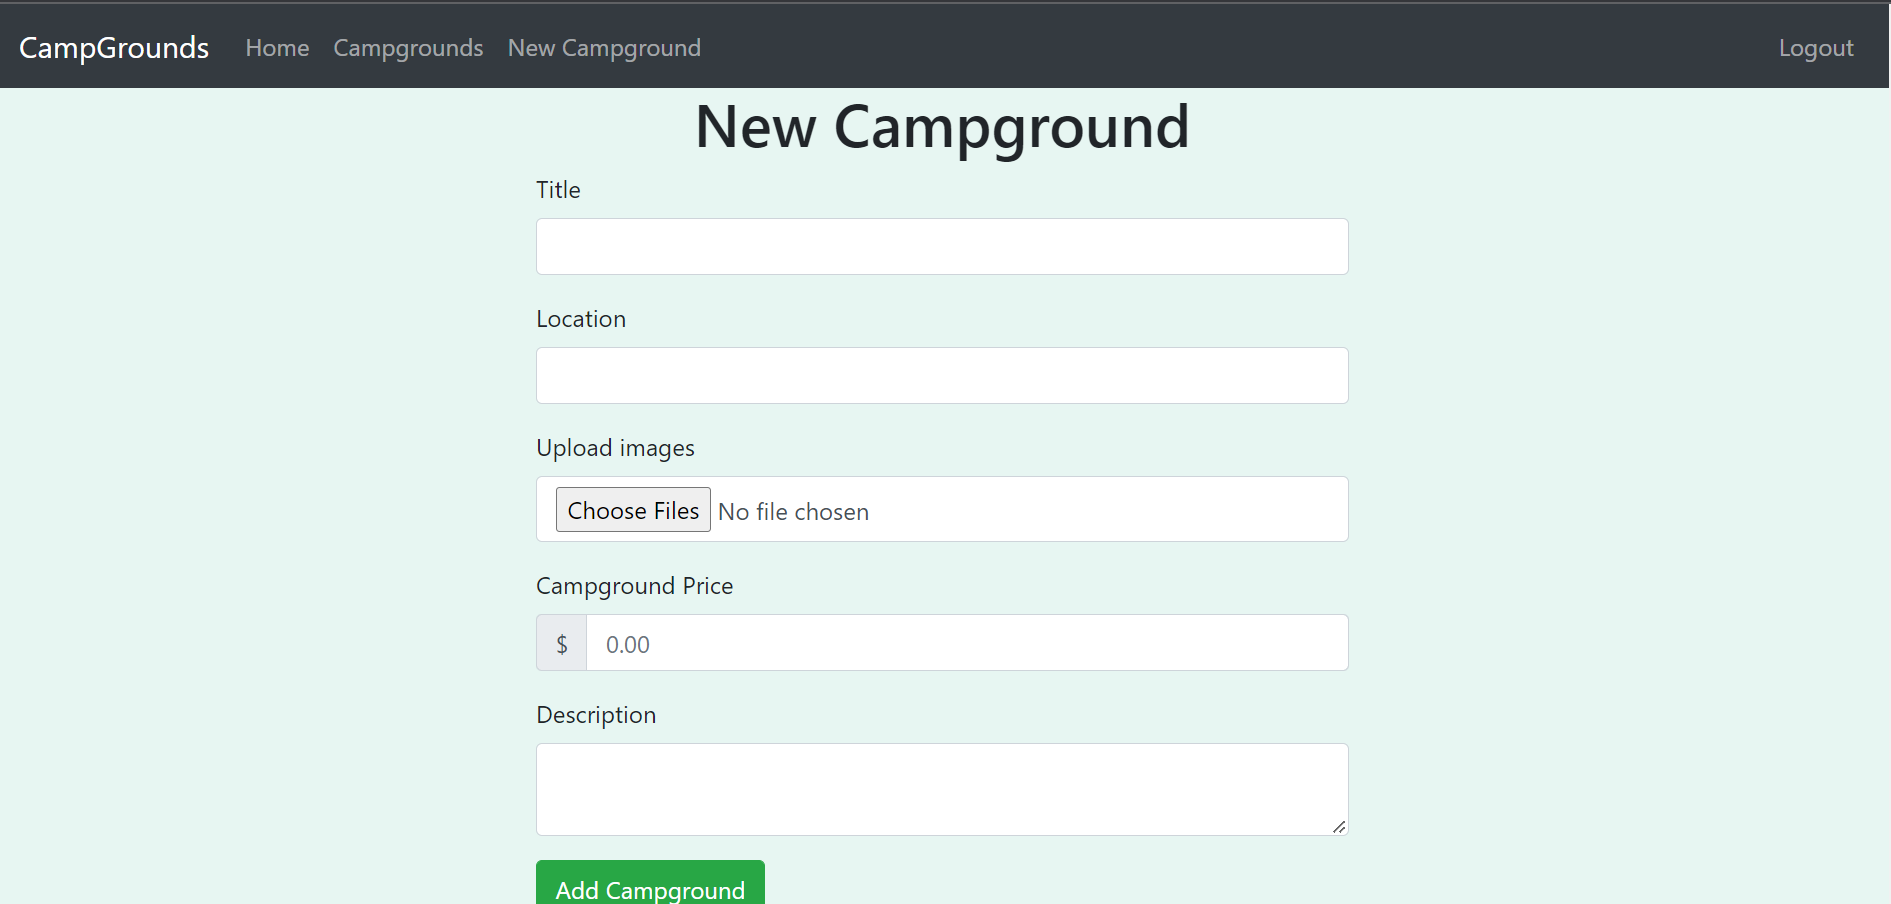 CampGrounds Home Campgrounds New Campground Logout
New Campground
Title
Location
Upload images
Choose Files No file chosen
Campground Price
$ 0.00
Description
Add Campground